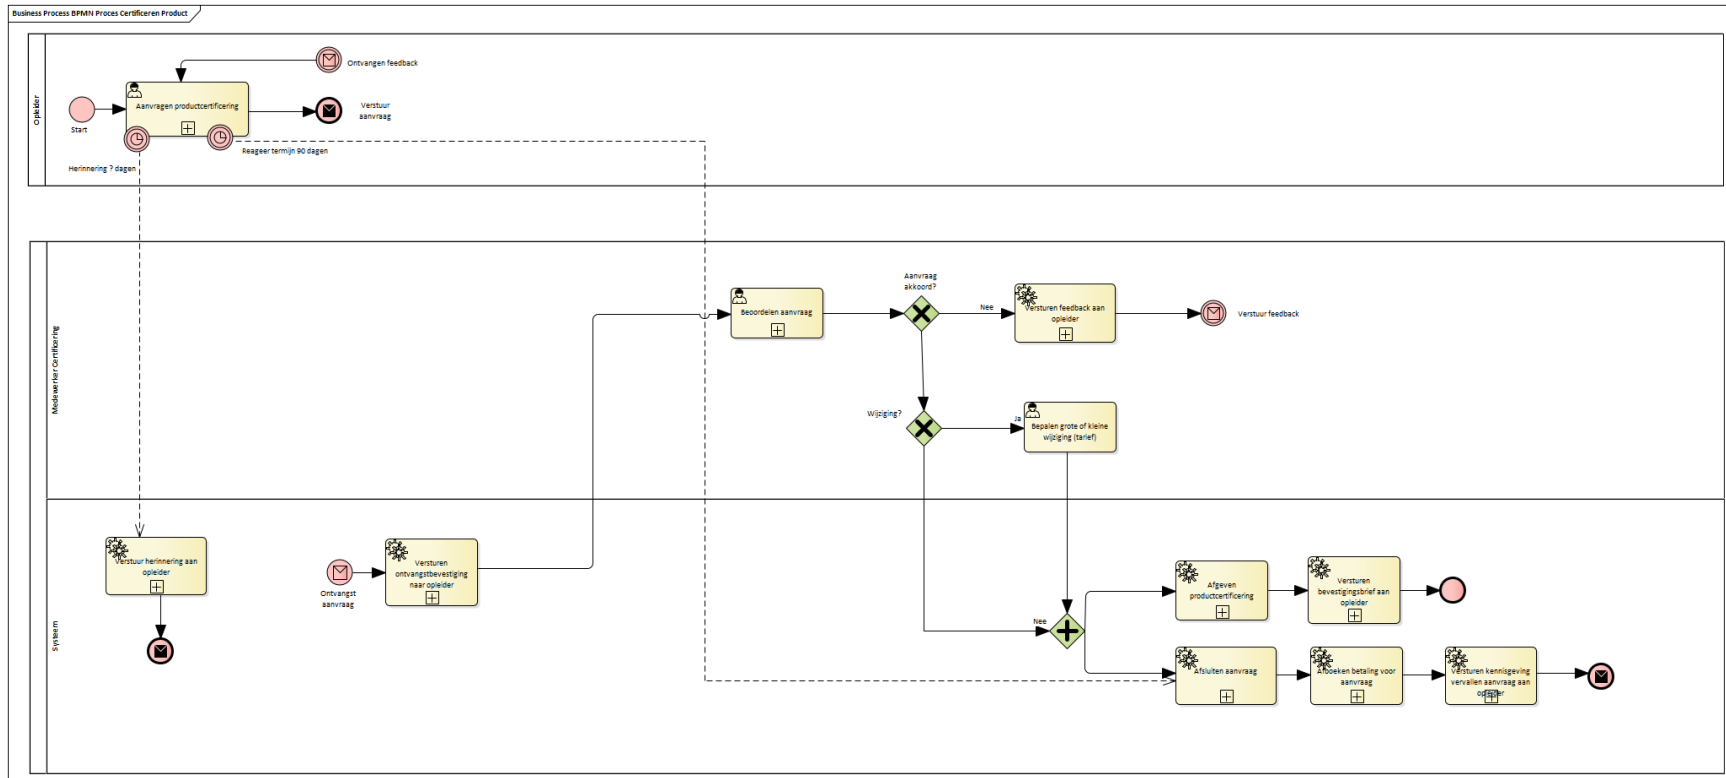 Business Process BPMN Proces Certificeren Product
Opleider
Ontvangen feedback
Aanvragen productcertificering
Verstuur
aanvraag
Start
Reageer termijn 90 dagen
Herinnering ? dagen
Medewerker Certificering
Aanvraag
akkoord?
Beoordelen aanvraag
Nee
Versturen feedback aan
opleider
Verstuur feedback
Wijziging?
Ja
Bepalen grote of kleine
wijziging (tarief)
Systeem
Verstuur herinnering aan
opleider
Ontvangst
aanvraag
Versturen
ontvangstbevestiging
naar opleider
Nee
Afgeven
productcertificering
Versturen
bevestigingsbrief aan
opleider
Afsluiten aanvraag
Afboeken betaling voor
aanvraag
Versturen kennisgeving
vervallen aanvraag aan
opleider